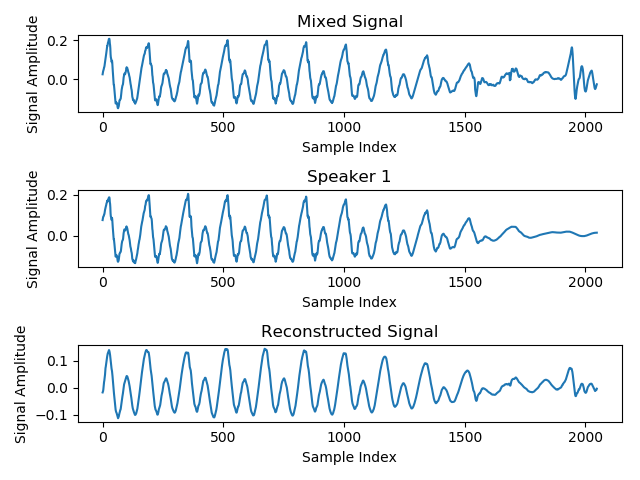 Mixed Signal
Signal Amplitude
0.2
0.0
0 500 1000 1500 2000
Sample Index
Speaker 1
Signal Amplitude
0.2
0.0
0 500 1000 1500 2000
Sample Index
Reconstructed Signal
Signal Amplitude
0.1
0.0
−0.1
0 500 1000 1500 2000
Sample Index